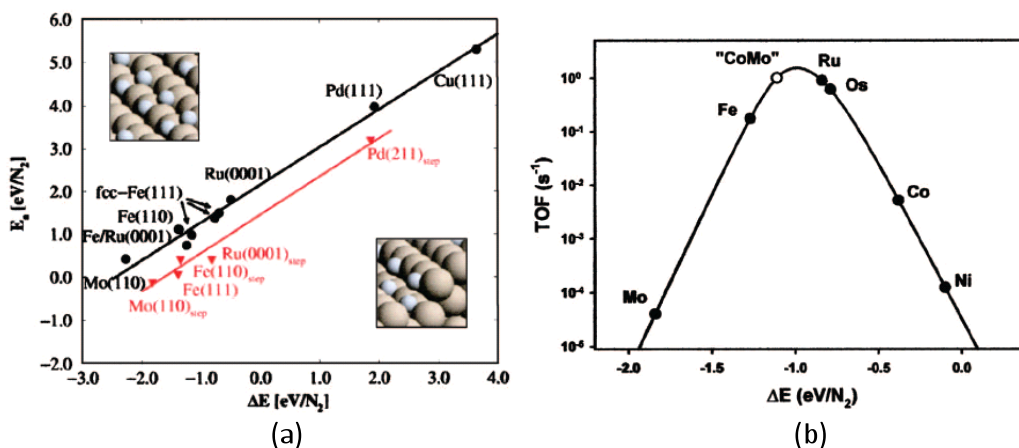 6.0
5.0
4.0
3.0
2.0
1.0
0.0
-1.0
-2.0
E_a [eV/N₂]
Cu(111)
Pd(111)
Pd(211)step
Ru(0001)
fcc-Fe(111)
Fe(110)
Fe/Ru(0001)
Ru(0001)step
Fe(110)step
Mo(110)
Fe(111)
Mo(110)step
-3.0 -2.0 -1.0 0.0 1.0 2.0 3.0 4.0
ΔE [eV/N₂]
(a)
TOF (s⁻¹)
10⁰
10⁻¹
10⁻²
10⁻³
10⁻⁴
10⁻⁵
"CoMo"
Ru
Os
Fe
Co
Ni
Mo
-2.0 -1.5 -1.0 -0.5 0.0
ΔE (eV/N₂)
(b)